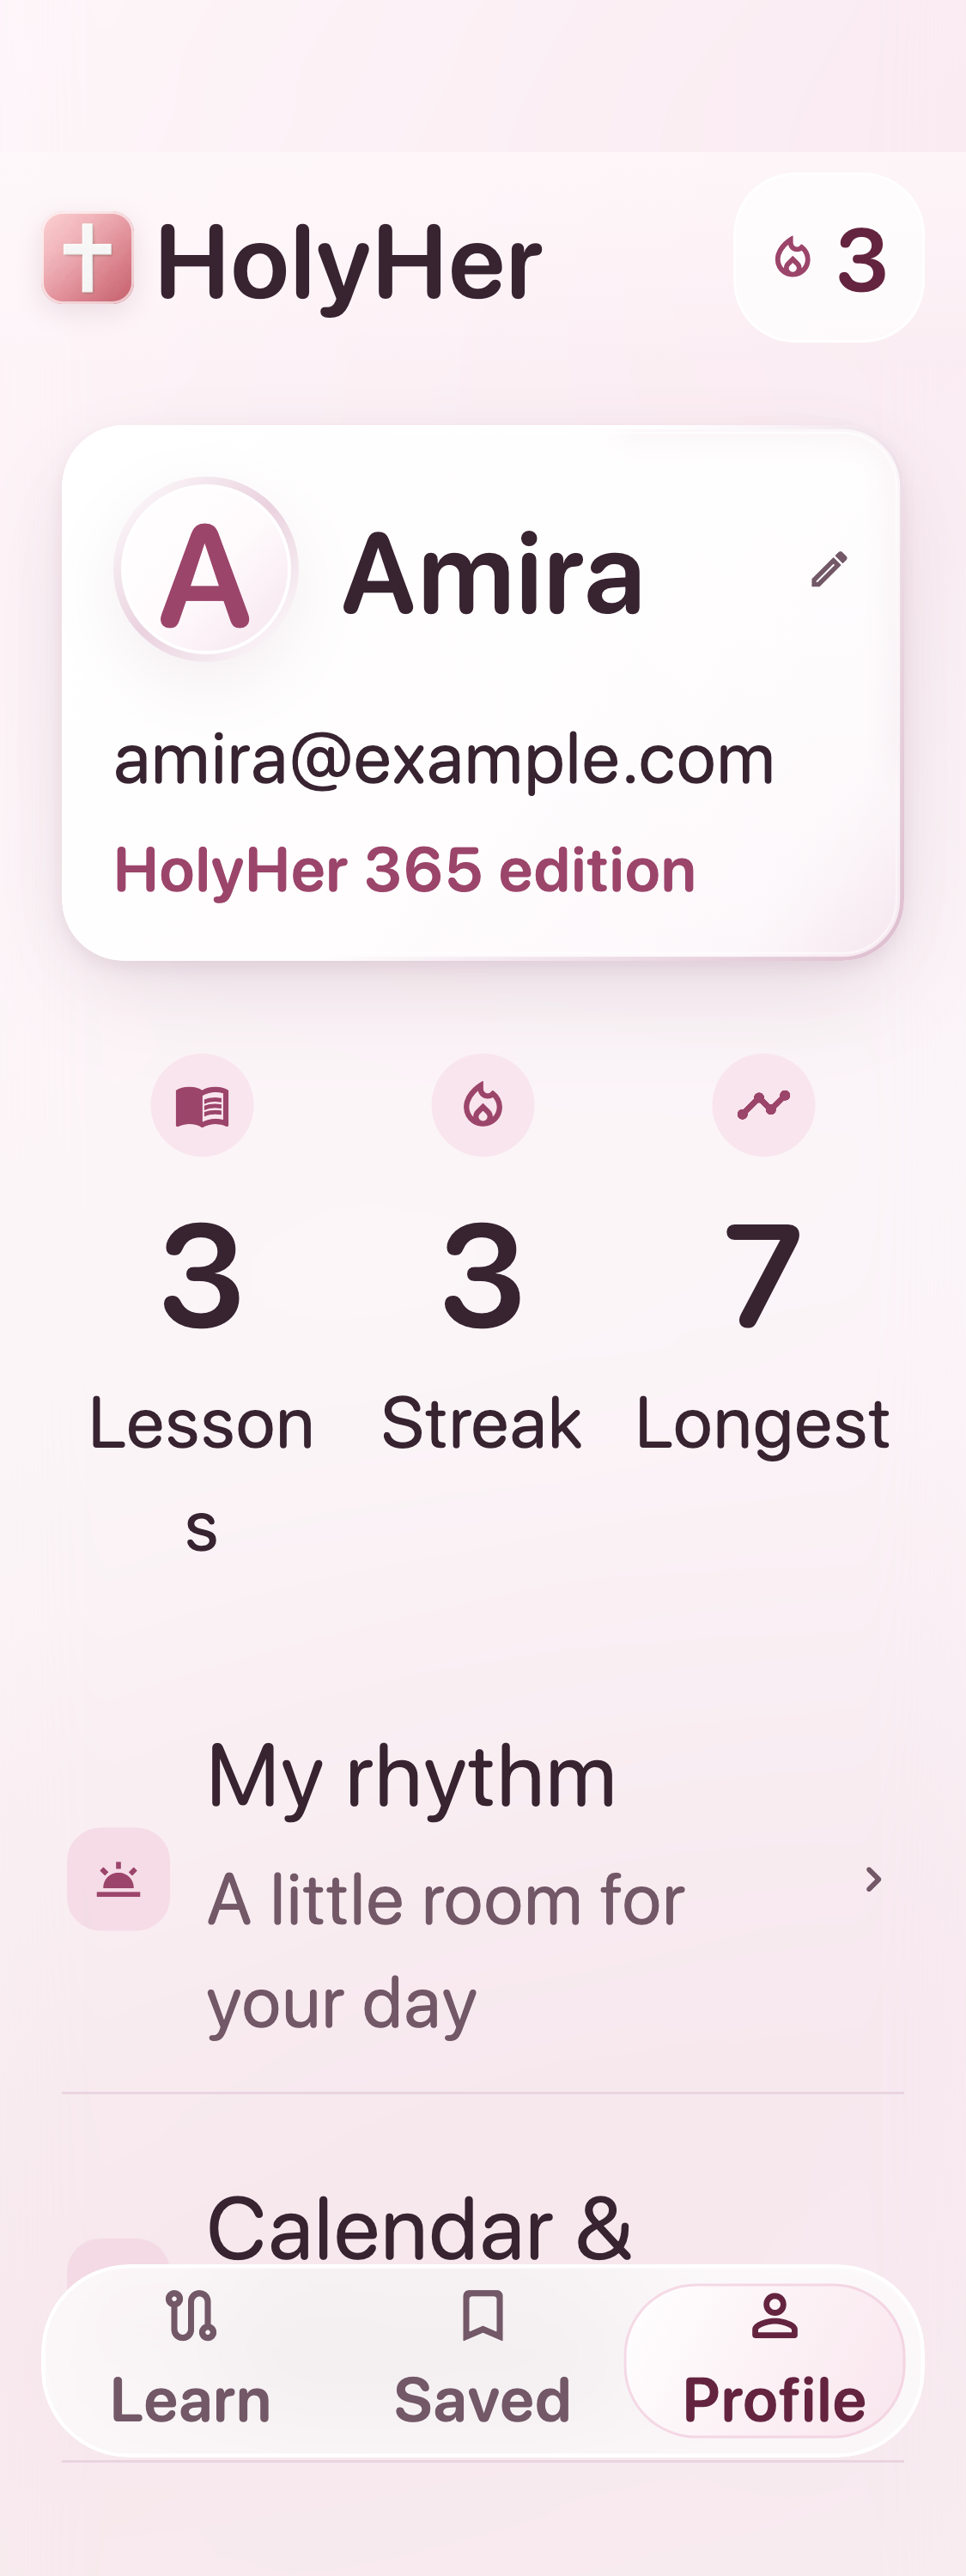 HolyHer
3
A
Amira
amira@example.com
HolyHer 365 edition
3
3
7
Lesson
s
Streak
Longest
My rhythm
A little room for
your day
Calendar &
Learn
Saved
Profile